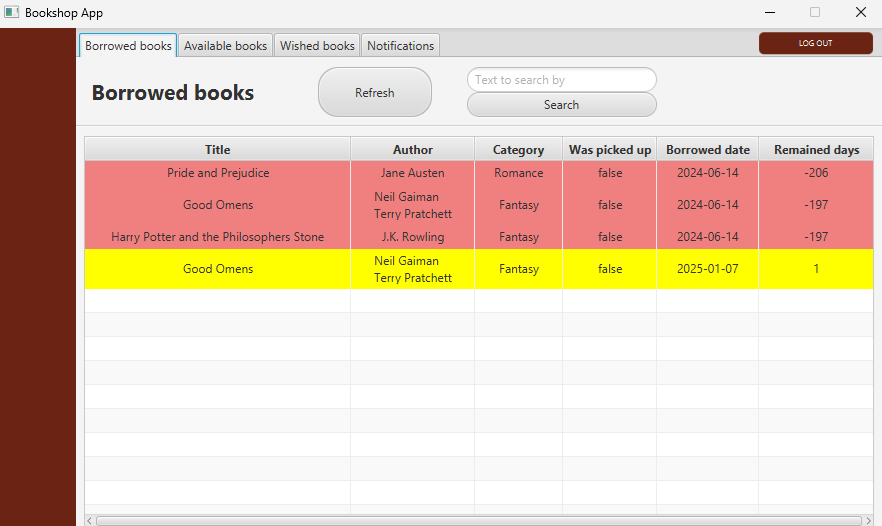 Bookshop App
Borrowed books Available books Wished books Notifications LOG OUT
Borrowed books
Refresh
Text to search by
Search
Title Author Category Was picked up Borrowed date Remained days
Pride and Prejudice Jane Austen Romance false 2024-06-14 -206
Good Omens Neil Gaiman Terry Pratchett Fantasy false 2024-06-14 -197
Harry Potter and the Philosophers Stone J.K. Rowling Fantasy false 2024-06-14 -197
Good Omens Neil Gaiman Terry Pratchett Fantasy false 2025-01-07 1